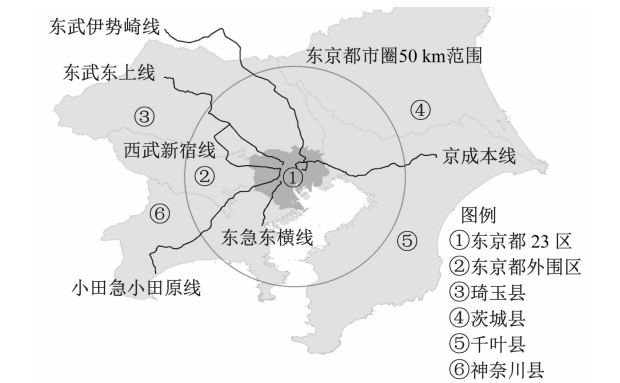 东武伊势崎线
东京都市圈50 km范围
东武东上线
③
④
西武新宿线
京成本线
②
①
⑥
东急东横线
⑤
小田急小田原线
图例
①东京都 23 区
②东京都外围区
③琦玉县
④茨城县
⑤千叶县
⑥神奈川县